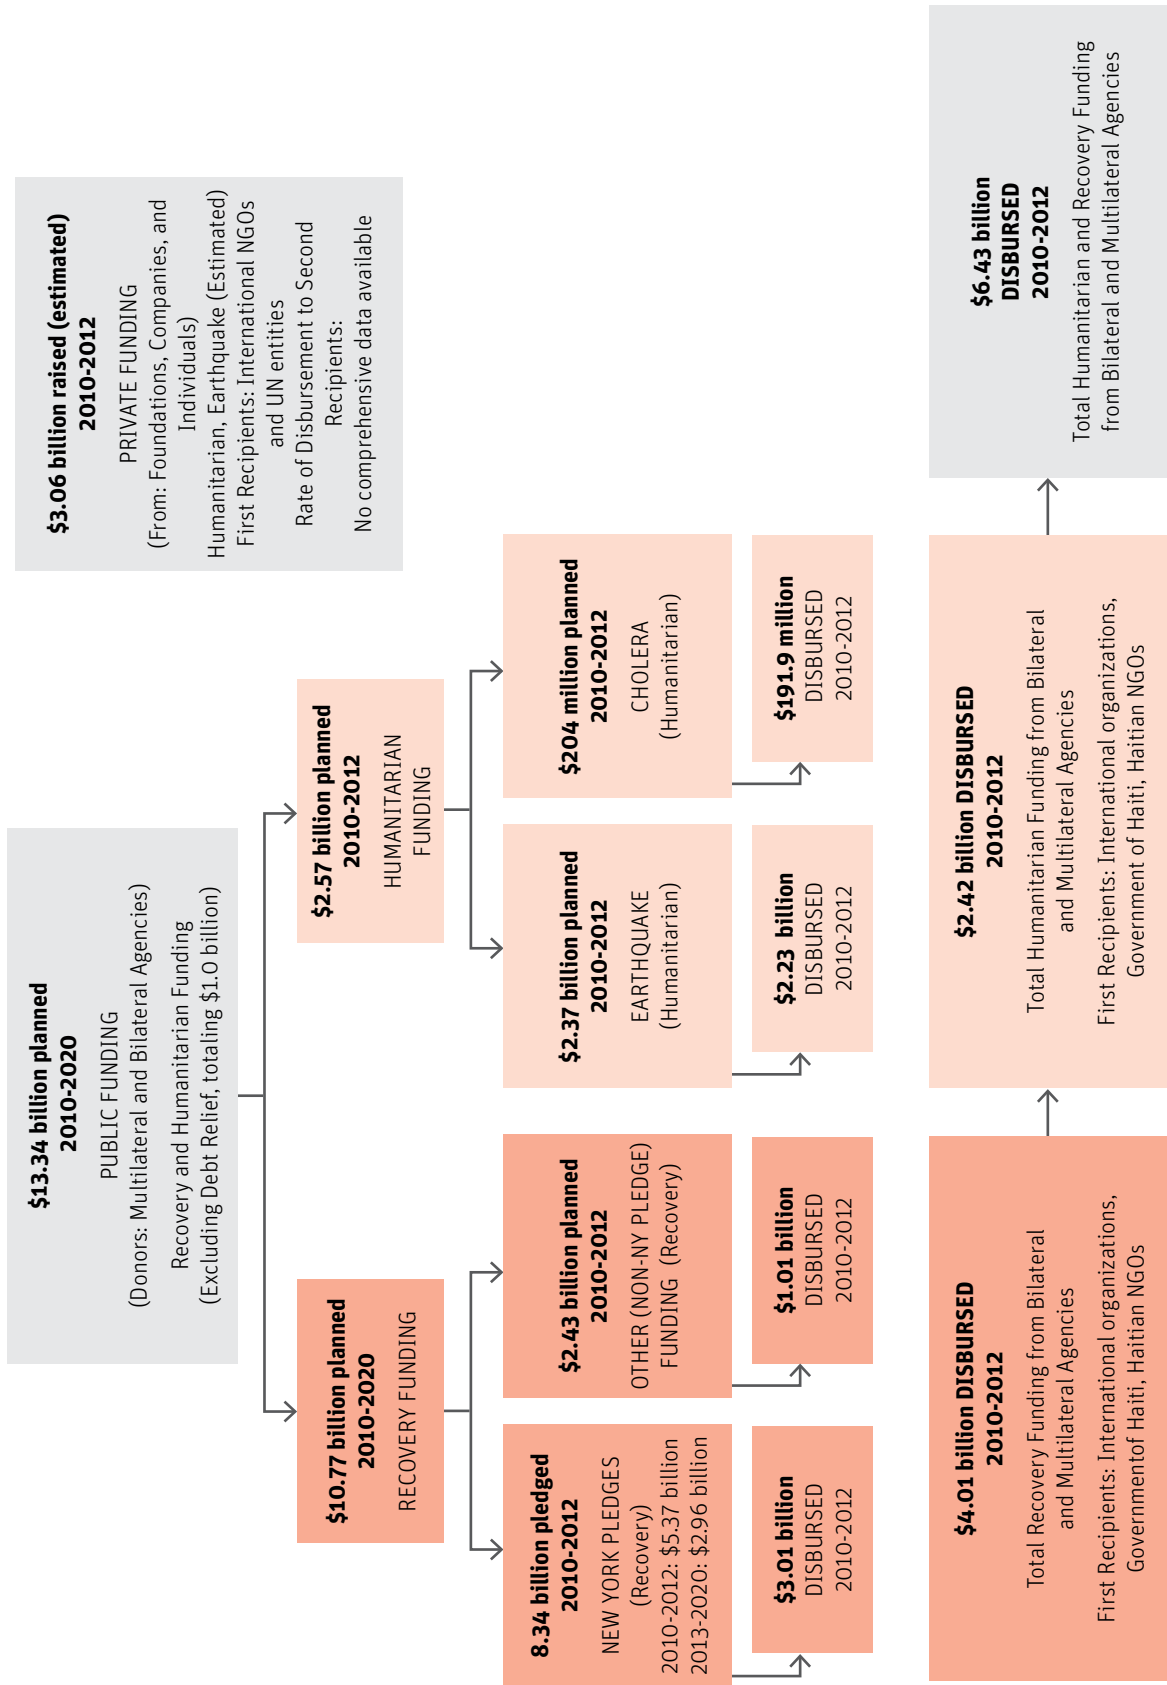 $13.34 billion planned
2010-2020
PUBLIC FUNDING
(Donors: Multilateral and Bilateral Agencies)
Recovery and Humanitarian Funding
(Excluding Debt Relief, totaling $1.0 billion)
$3.06 billion raised (estimated)
2010-2012
PRIVATE FUNDING
(From: Foundations, Companies, and
Individuals)
Humanitarian, Earthquake (Estimated)
First Recipients: International NGOs
and UN entities
Rate of Disbursement to Second
Recipients:
No comprehensive data available
$10.77 billion planned
2010-2020
RECOVERY FUNDING
$2.57 billion planned
2010-2012
HUMANITARIAN
FUNDING
8.34 billion pledged
2010-2012
NEW YORK PLEDGES
(Recovery)
2010-2012: $5.37 billion
2013-2020: $2.96 billion
$2.43 billion planned
2010-2012
OTHER (NON-NY PLEDGE)
FUNDING (Recovery)
$2.37 billion planned
2010-2012
EARTHQUAKE
(Humanitarian)
$204 million planned
2010-2012
CHOLERA
(Humanitarian)
$3.01 billion
DISBURSED
2010-2012
$1.01 billion
DISBURSED
2010-2012
$2.23 billion
DISBURSED
2010-2012
$191.9 million
DISBURSED
2010-2012
$4.01 billion DISBURSED
2010-2012
Total Recovery Funding from Bilateral
and Multilateral Agencies
First Recipients: International organizations,
Governmentof Haiti, Haitian NGOs
$2.42 billion DISBURSED
2010-2012
Total Humanitarian Funding from Bilateral
and Multilateral Agencies
First Recipients: International organizations,
Government of Haiti, Haitian NGOs
$6.43 billion
DISBURSED
2010-2012
Total Humanitarian and Recovery Funding
from Bilateral and Multilateral Agencies